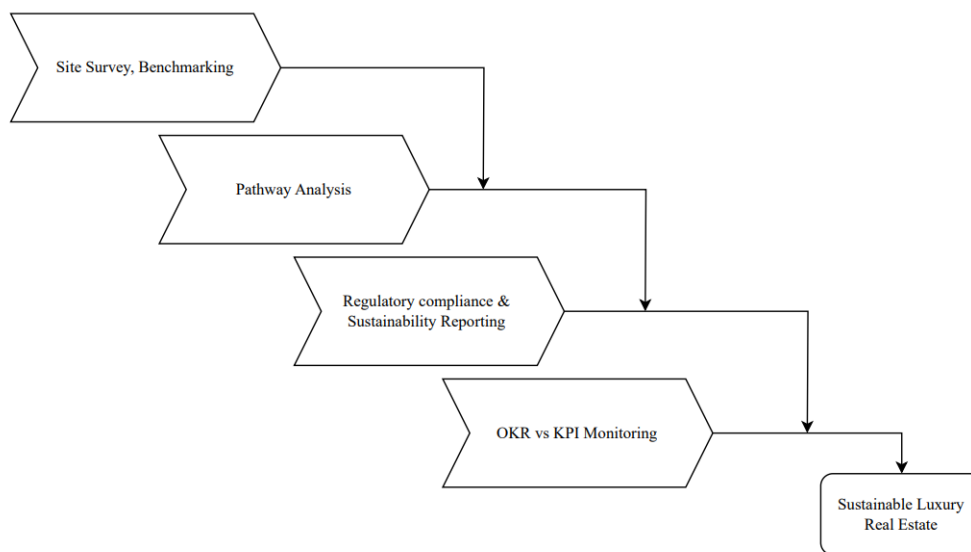 Site Survey, Benchmarking
Pathway Analysis
Regulatory compliance &
Sustainability Reporting
OKR vs KPI Monitoring
Sustainable Luxury
Real Estate